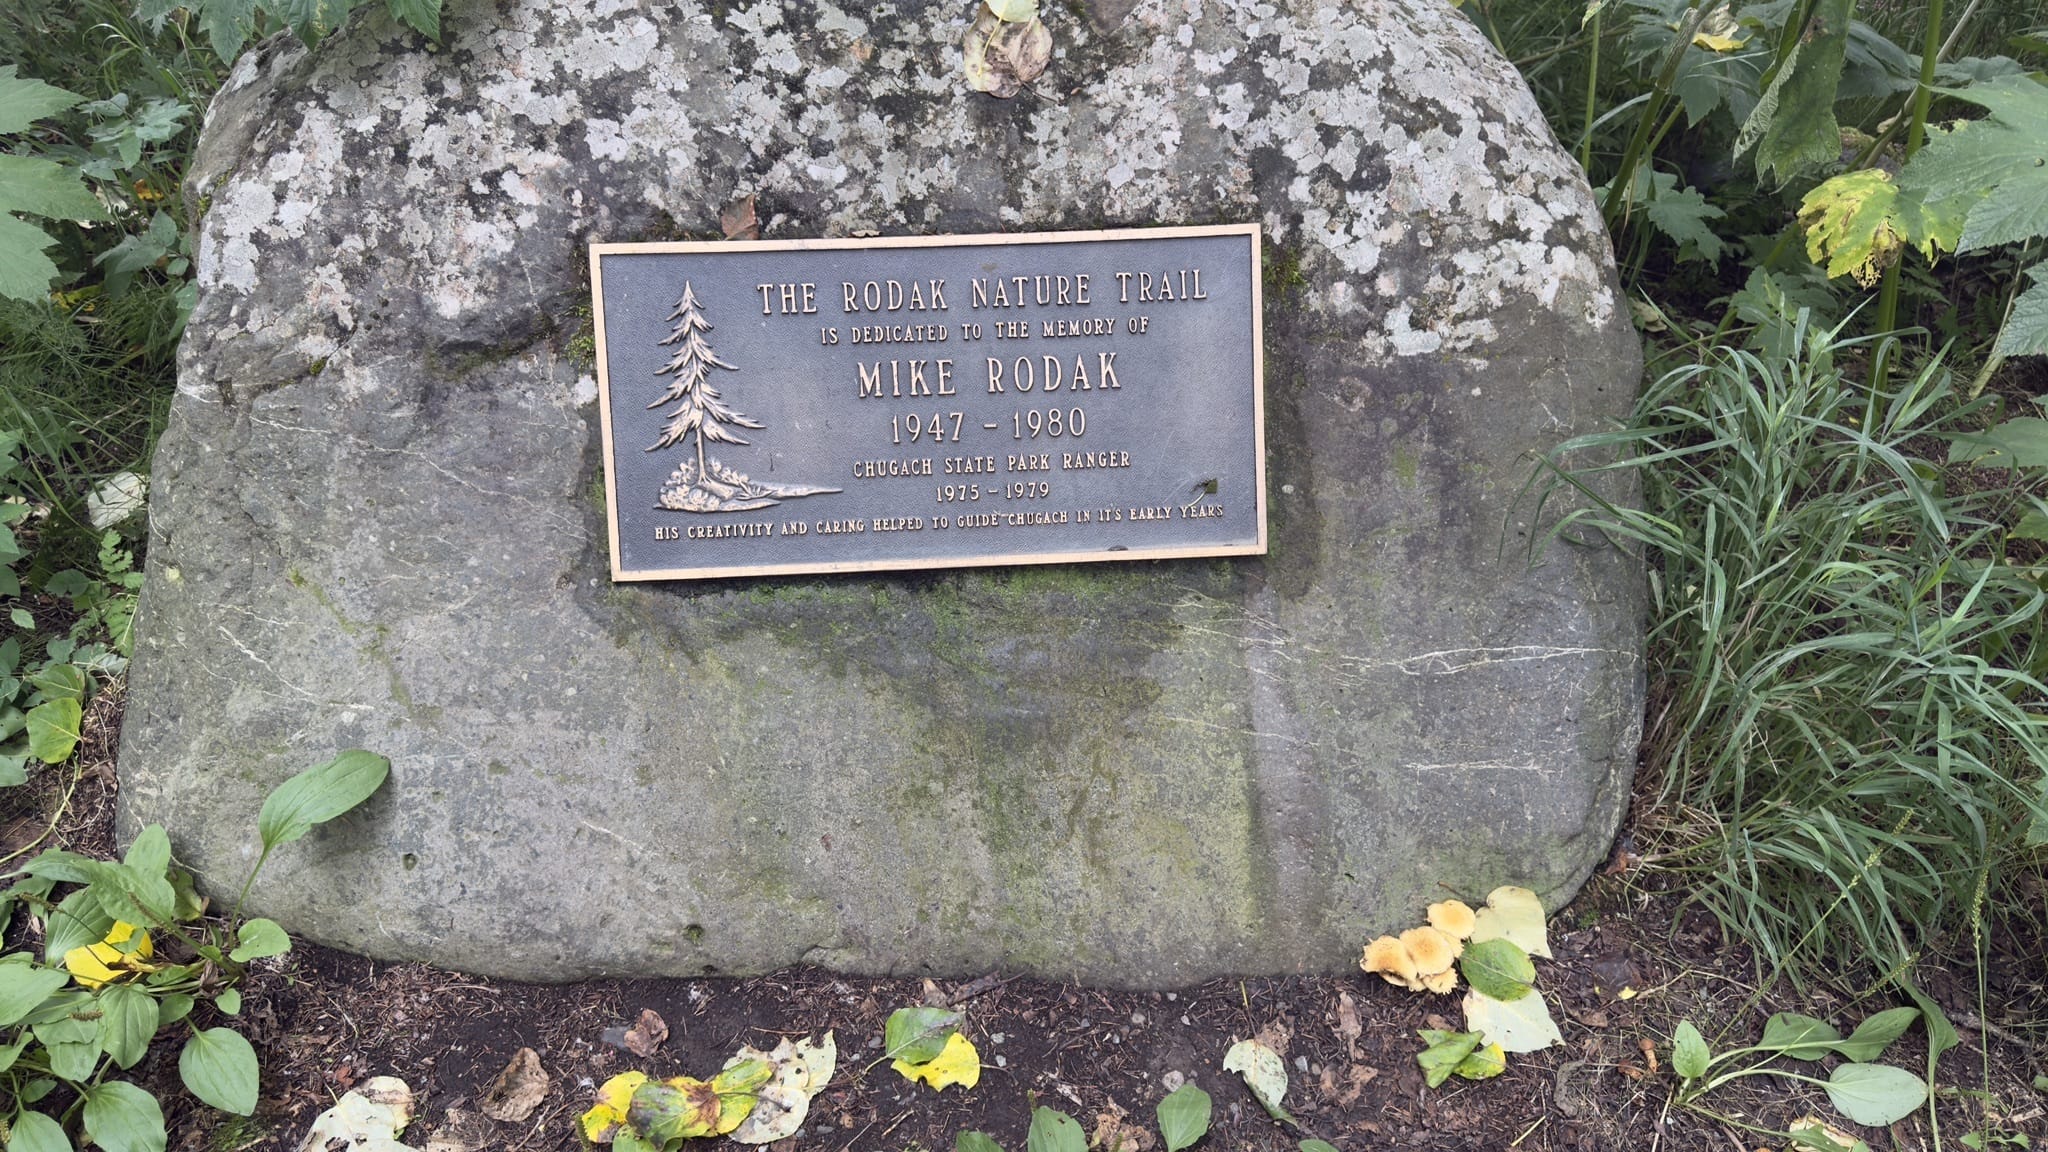 THE RODAK NATURE TRAIL
IS DEDICATED TO THE MEMORY OF
MIKE RODAK
1947 - 1980
CHUGACH STATE PARK RANGER
1975 - 1979
HIS CREATIVITY AND CARING HELPED TO GUIDE CHUGACH IN IT'S EARLY YEARS